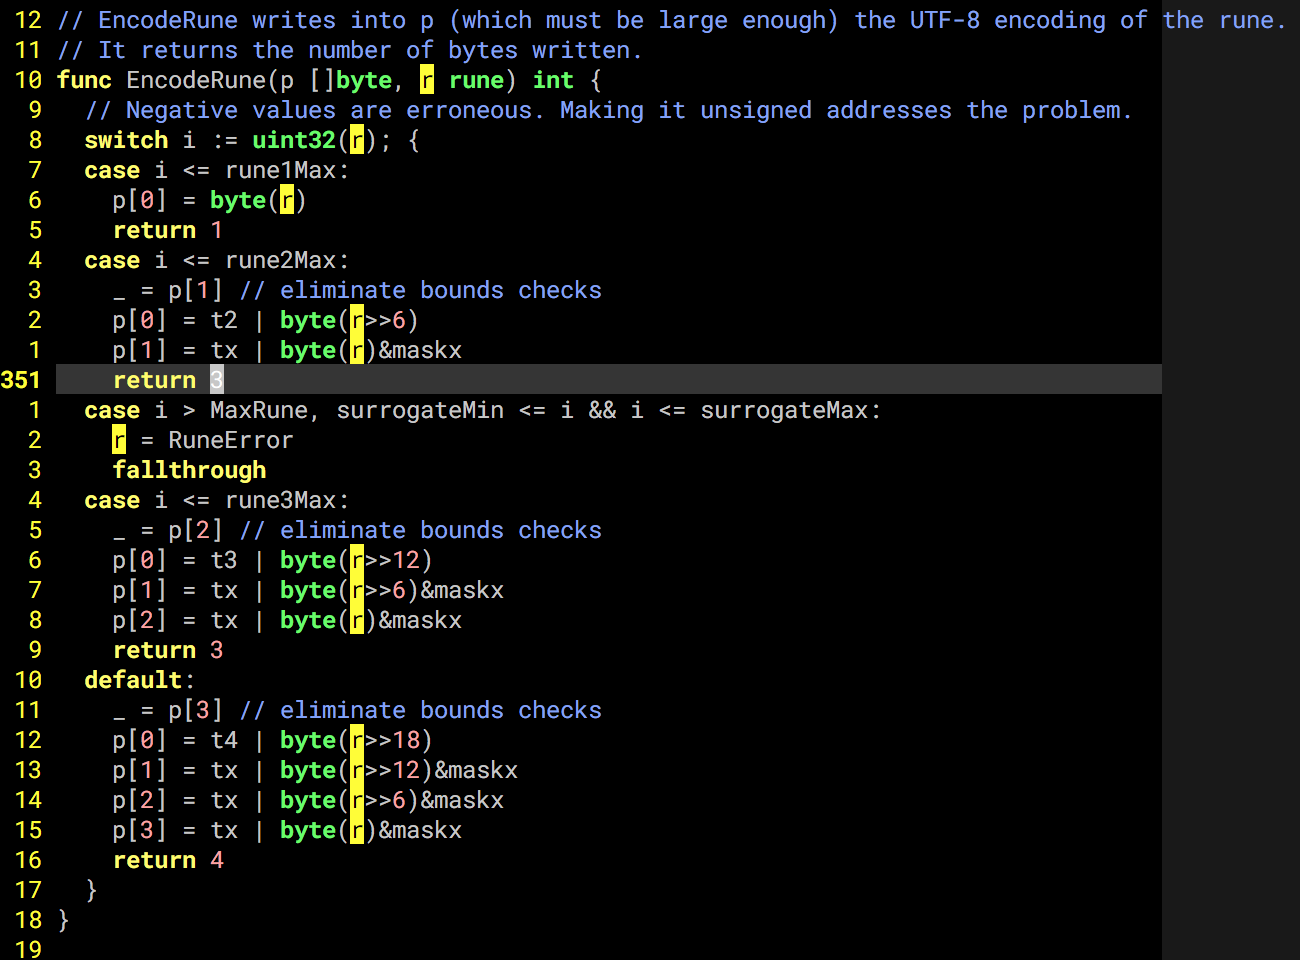 12 // EncodeRune writes into p (which must be large enough) the UTF-8 encoding of the rune.
11 // It returns the number of bytes written.
10 func EncodeRune(p []byte, r rune) int {
9   // Negative values are erroneous. Making it unsigned addresses the problem.
8   switch i := uint32(r); {
7   case i <= rune1Max:
6     p[0] = byte(r)
5     return 1
4   case i <= rune2Max:
3     _ = p[1] // eliminate bounds checks
2     p[0] = t2 | byte(r>>6)
1     p[1] = tx | byte(r)&maskx
351     return 3
1   case i > MaxRune, surrogateMin <= i && i <= surrogateMax:
2     r = RuneError
3     fallthrough
4   case i <= rune3Max:
5     _ = p[2] // eliminate bounds checks
6     p[0] = t3 | byte(r>>12)
7     p[1] = tx | byte(r>>6)&maskx
8     p[2] = tx | byte(r)&maskx
9     return 3
10   default:
11     _ = p[3] // eliminate bounds checks
12     p[0] = t4 | byte(r>>18)
13     p[1] = tx | byte(r>>12)&maskx
14     p[2] = tx | byte(r>>6)&maskx
15     p[3] = tx | byte(r)&maskx
16     return 4
17   }
18 }
19